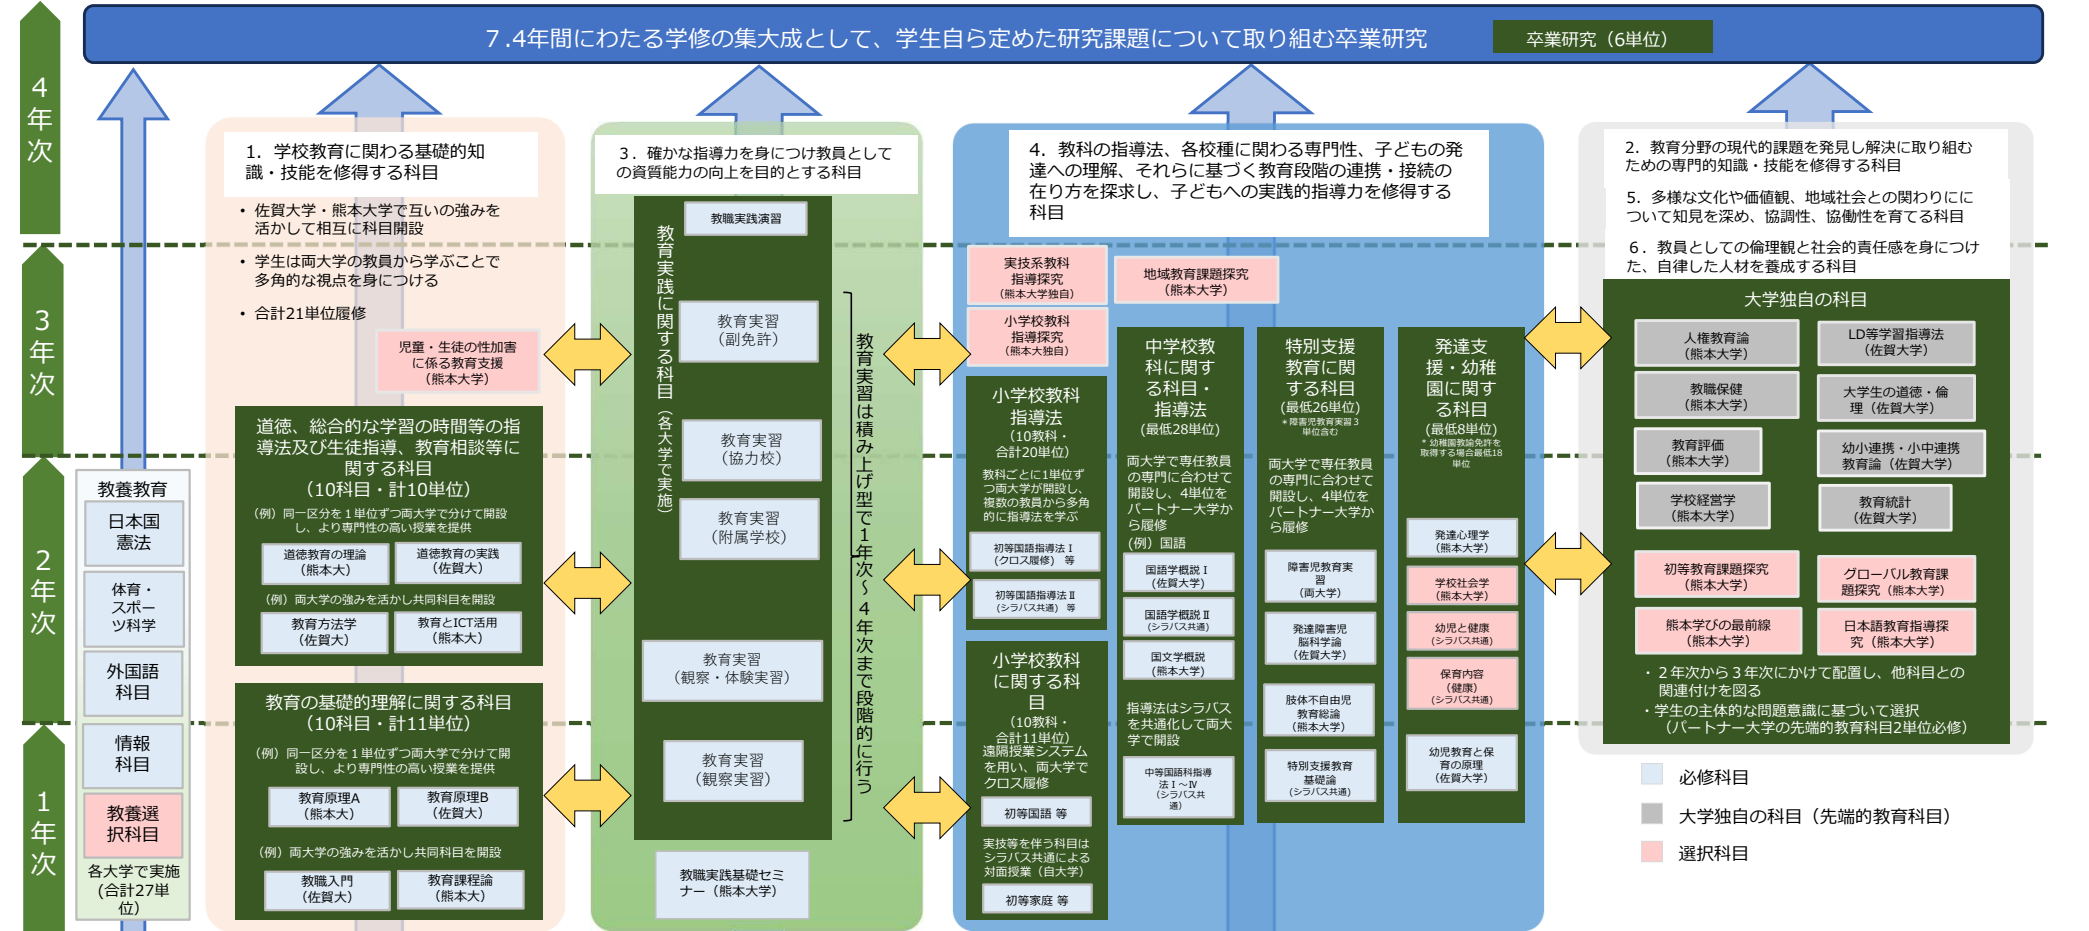 7.4年間にわたる学修の集大成として、学生自ら定めた研究課題について取り組む卒業研究
卒業研究（6単位）
4
年
次
3
年
次
2
年
次
1
年
次
教養教育
日本国
憲法
体育・
スポー
ツ科学
外国語
科目
情報
科目
教養選
択科目
各大学で実施
(合計27単
位)
1. 学校教育に関わる基礎的知
識・技能を修得する科目
• 佐賀大学・熊本大学で互いの強みを
活かして相互に科目開設
• 学生は両大学の教員から学ぶことで
多角的な視点を身につける
• 合計21単位履修
児童・生徒の性加害
に係る教育支援
（熊本大学）
道徳、総合的な学習の時間等の指
導法及び生徒指導、教育相談等に
関する科目
（10科目・計10単位）
（例）同一区分を１単位ずつ両大学で分けて開設
し、より専門性の高い授業を提供
道徳教育の理論
（熊本大）
道徳教育の実践
（佐賀大）
（例）両大学の強みを活かし共同科目を開設
教育方法学
（佐賀大）
教育とICT活用
（熊本大）
教育の基礎的理解に関する科目
（10科目・計11単位）
（例）同一区分を１単位ずつ両大学で分けて開
設し、より専門性の高い授業を提供
教育原理A
（熊本大）
教育原理B
（佐賀大）
（例）両大学の強みを活かし共同科目を開設
教職入門
（佐賀大）
教育課程論
（熊本大）
３．確かな指導力を身につけ教員として
の資質能力の向上を目的とする科目
教育実践に関する科目（各大学で実施）
教職実践演習
教育実習
（副免許）
教育実習
（協力校）
教育実習
（附属学校）
教育実習
（観察・体験実習）
教育実習
（観察実習）
教育実習は積み上げ型で１年次～４年次まで段階的に行う
教職実践基礎セミ
ナー（熊本大学）
4．教科の指導法、各校種に関わる専門性、子どもの発
達への理解、それらに基づく教育段階の連携・接続の
在り方を探求し、子どもへの実践的指導力を修得する
科目
実技系教科
指導探究
（熊本大学独自）
小学校教科
指導探究
（熊本大独自）
地域教育課題探究
（熊本大学）
小学校教科
指導法
（10教科・
合計20単位）
教科ごとに1単位ず
つ両大学が開設し、
複数の教員から多角
的に指導法を学ぶ
初等国語指導法Ⅰ
（クロス履修） 等
初等国語指導法Ⅱ
（シラバス共通） 等
小学校教科
に関する科
目
（10教科・
合計11単位）
遠隔授業システム
を用い、両大学で
クロス履修
初等国語 等
実技等を伴う科目は
シラバス共通による
対面授業（自大学）
初等家庭 等
中学校教
科に関す
る科目・
指導法
(最低28単位)
両大学で専任教員
の専門に合わせて
開設し、4単位を
パートナー大学か
ら履修
(例）国語
国語学概説Ⅰ
（佐賀大学）
国語学概説Ⅱ
（シラバス共通）
国文学概説
（熊本大学）
指導法はシラバス
を共通化して両大
学で開設
中等国語科指導
法Ⅰ～Ⅳ
（シラバス共
通）
特別支援
教育に関
する科目
(最低26単位)
＊障害児教育実習３
単位含む
両大学で専任教員
の専門に合わせて
開設し、4単位を
パートナー大学か
ら履修
障害児教育実
習
（両大学）
発達障害児
脳科学論
（佐賀大学）
肢体不自由児
教育総論
（熊本大学）
特別支援教育
基礎論
（シラバス共通）
発達支
援・幼稚
園に関す
る科目
(最低8単位)
＊幼稚園教諭免許を
取得する場合最低18
単位
発達心理学
（熊本大学）
学校社会学
（熊本大学）
幼児と健康
（シラバス共通）
保育内容
（健康）
（シラバス共通）
幼児教育と保
育の原理
（佐賀大学）
2．教育分野の現代的課題を発見し解決に取り組む
ための専門的知識・技能を修得する科目
5．多様な文化や価値観、地域社会との関わりにに
ついて知見を深め、協調性、協働性を育てる科目
６．教員としての倫理観と社会的責任感を身につけ
た、自律した人材を養成する科目
大学独自の科目
人権教育論
（熊本大学）
LD等学習指導法
（佐賀大学）
教職保健
（熊本大学）
大学生の道徳・倫
理（佐賀大学）
教育評価
（熊本大学）
幼小連携・小中連携
教育論（佐賀大学）
学校経営学
（熊本大学）
教育統計
（佐賀大学）
初等教育課題探究
（熊本大学）
グローバル教育課
題探究（熊本大学）
熊本学びの最前線
（熊本大学）
日本語教育指導探
究（熊本大学）
・２年次から３年次にかけて配置し、他科目との
関連付けを図る
・学生の主体的な問題意識に基づいて選択
（パートナー大学の先端的教育科目2単位必修）
必修科目
大学独自の科目（先端的教育科目）
選択科目